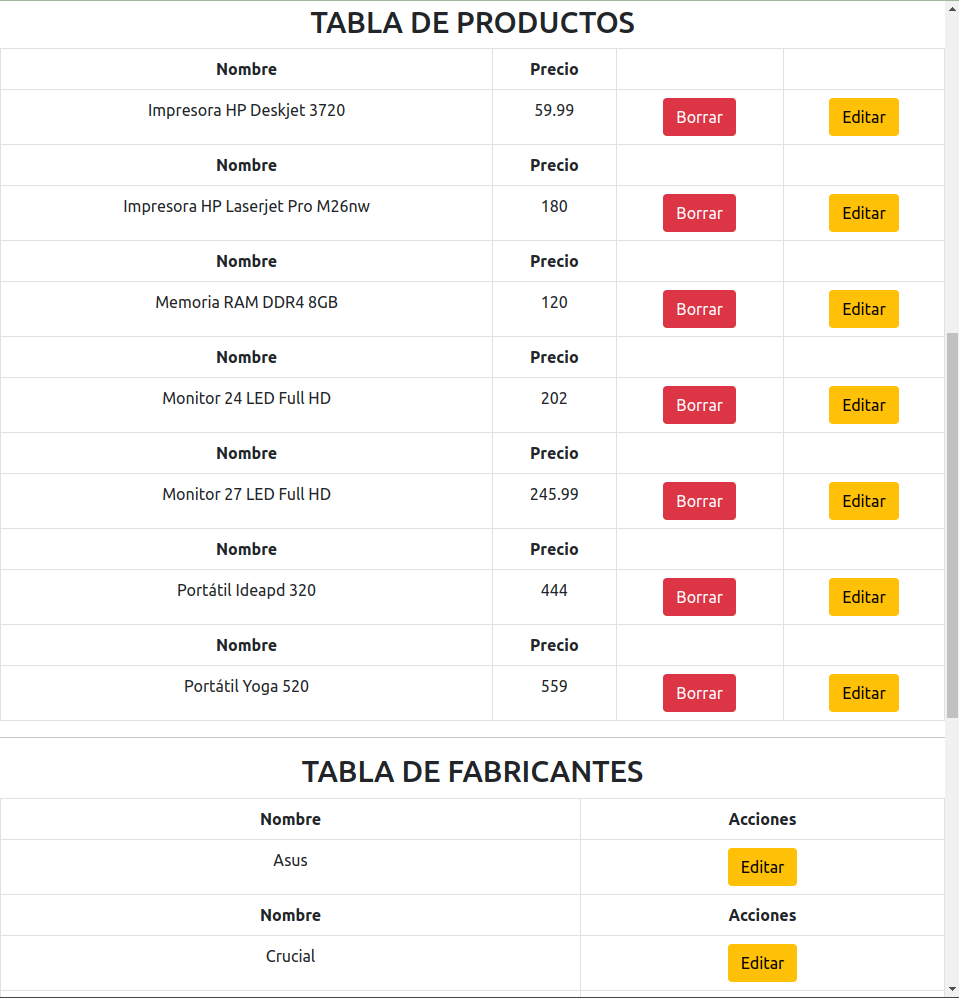 TABLA DE PRODUCTOS
Nombre Precio
Impresora HP Deskjet 3720 59.99 Borrar Editar
Nombre Precio
Impresora HP Laserjet Pro M26nw 180 Borrar Editar
Nombre Precio
Memoria RAM DDR4 8GB 120 Borrar Editar
Nombre Precio
Monitor 24 LED Full HD 202 Borrar Editar
Nombre Precio
Monitor 27 LED Full HD 245.99 Borrar Editar
Nombre Precio
Portátil Ideapd 320 444 Borrar Editar
Nombre Precio
Portátil Yoga 520 559 Borrar Editar
TABLA DE FABRICANTES
Nombre Acciones
Asus Editar
Nombre Acciones
Crucial Editar